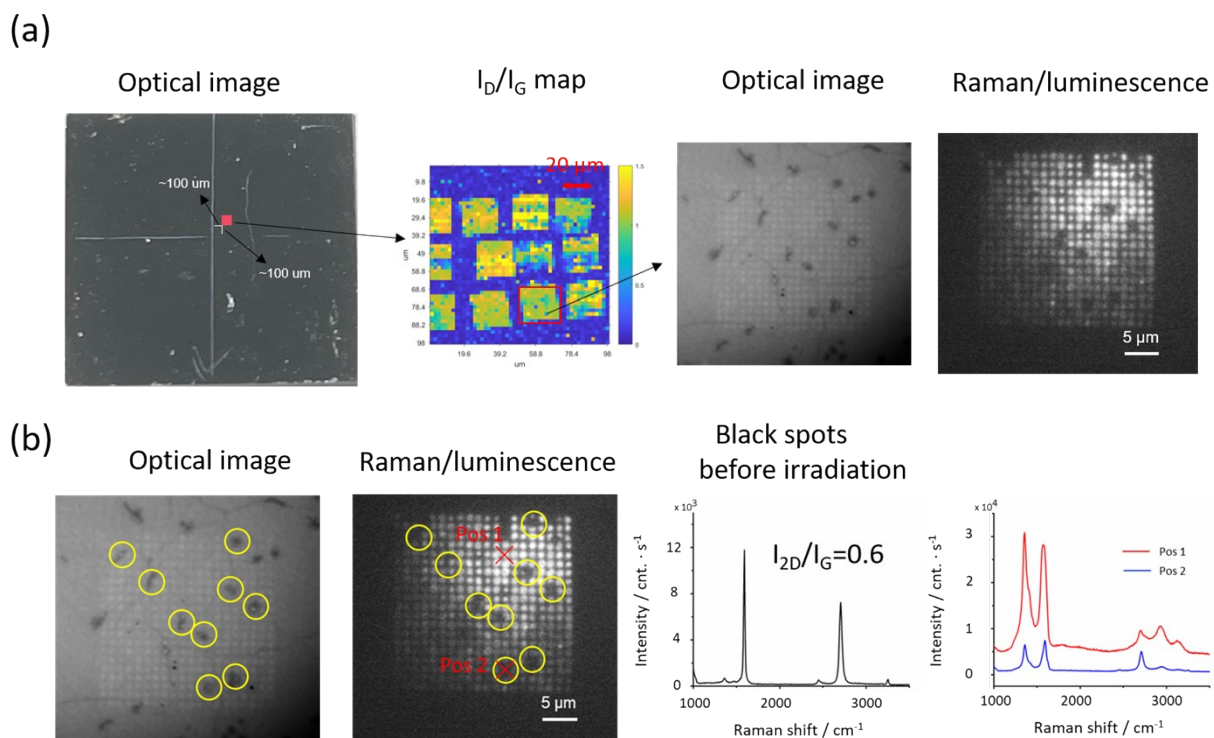 (a)
Optical image
I_D/I_G map
Optical image
Raman/luminescence
~100 um
~100 um
20 µm
1.5
1
0.5
0
9.8
19.6
29.4
39.2
49
58.8
68.6
78.4
88.2
98
um
19.6
39.2
58.8
78.4
98
um
5 µm
(b)
Optical image
Raman/luminescence
Black spots
before irradiation
Pos 1
Pos 2
5 µm
x 10³
I_2D/I_G=0.6
12
8
4
0
Intensity / cnt. · s⁻¹
1000
2000
3000
Raman shift / cm⁻¹
x 10⁴
Pos 1
Pos 2
3
2
1
0
Intensity / cnt. · s⁻¹
1000
2000
3000
Raman shift / cm⁻¹